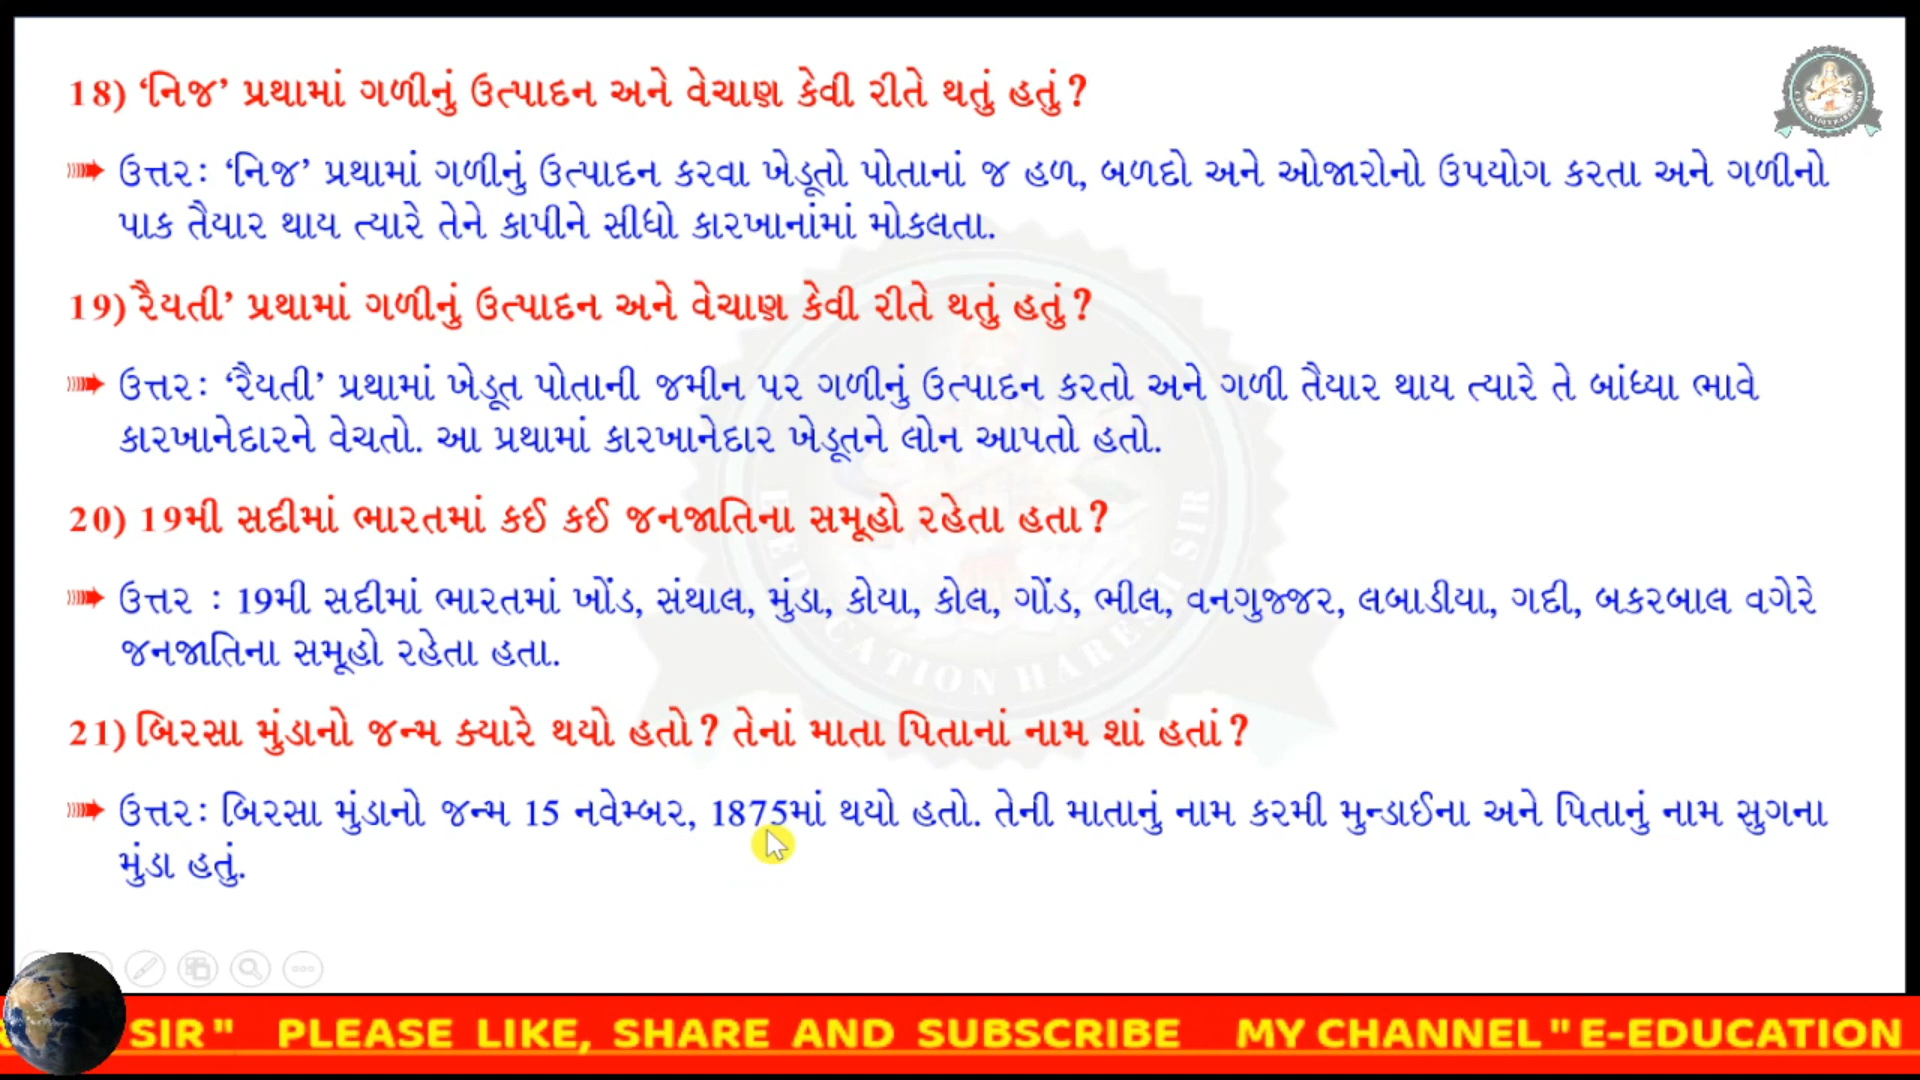 18) ‘નિજ’ પ્રથામાં ગળીનું ઉત્પાદન અને વેચાણ કેવી રીતે થતું હતું?
ઉત્તર: ‘નિજ’ પ્રથામાં ગળીનું ઉત્પાદન કરવા ખેડૂતો પોતાનાં જ હળ, બળદો અને ઓજારોનો ઉપયોગ કરતા અને ગળીનો
પાક તૈયાર થાય ત્યારે તેને કાપીને સીધો કારખાનાંમાં મોકલતા.
19) રૈયતી’ પ્રથામાં ગળીનું ઉત્પાદન અને વેચાણ કેવી રીતે થતું હતું?
ઉત્તર: ‘રૈયતી’ પ્રથામાં ખેડૂત પોતાની જમીન પર ગળીનું ઉત્પાદન કરતો અને ગળી તૈયાર થાય ત્યારે તે બાંધ્યા ભાવે
કારખાનેદારને વેચતો. આ પ્રથામાં કારખાનેદાર ખેડૂતને લોન આપતો હતો.
20) 19મી સદીમાં ભારતમાં કઈ કઈ જનજાતિના સમૂહો રહેતા હતા?
ઉત્તર : 19મી સદીમાં ભારતમાં ખોંડ, સંથાલ, મુંડા, કોયા, કોલ, ગોંડ, ભીલ, વનગુજ્જર, લબાડીયા, ગદી, બકરબાલ વગેરે
જનજાતિના સમૂહો રહેતા હતા.
21) બિરસા મુંડાનો જન્મ ક્યારે થયો હતો? તેનાં માતા પિતાનાં નામ શાં હતાં?
ઉત્તર: બિરસા મુંડાનો જન્મ 15 નવેમ્બર, 1875માં થયો હતો. તેની માતાનું નામ કરમી મુન્ડાઈના અને પિતાનું નામ સુગના
મુંડા હતું.
SIR" PLEASE LIKE, SHARE AND SUBSCRIBE MY CHANNEL "E-EDUCATION